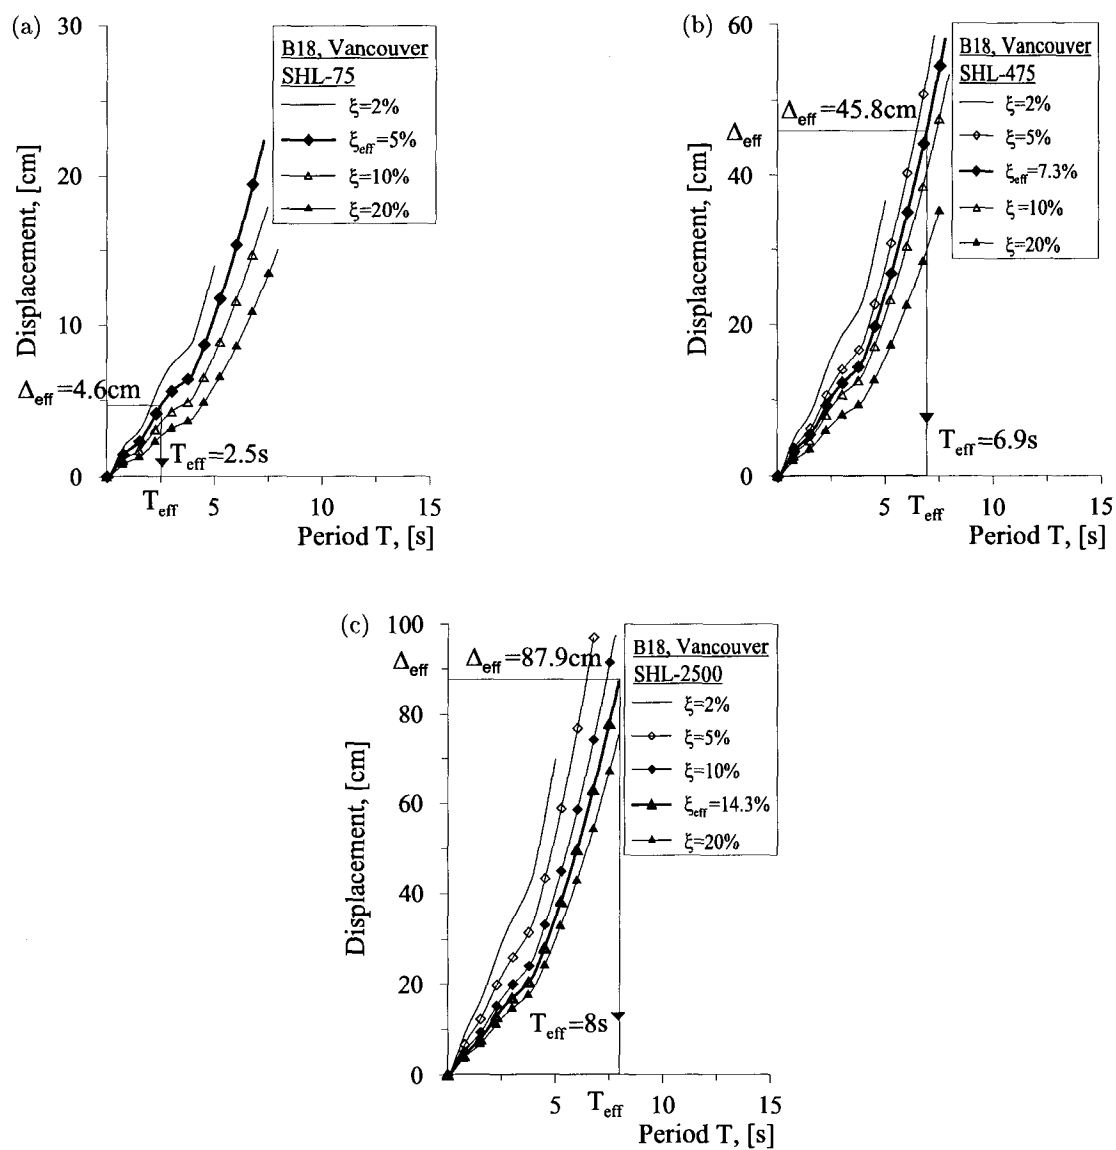 (a)
30
20
10
0
Displacement, [cm]
B18, Vancouver
SHL-75
ξ=2%
ξeff=5%
ξ=10%
ξ=20%
Δeff=4.6cm
Teff=2.5s
Teff
5
10
15
Period T, [s]
(b)
60
40
20
0
Displacement, [cm]
Δeff
Δeff=45.8cm
B18, Vancouver
SHL-475
ξ=2%
ξ=5%
ξeff=7.3%
ξ=10%
ξ=20%
Teff=6.9s
5
Teff
10
15
Period T, [s]
(c)
100
80
60
40
20
0
Displacement, [cm]
Δeff
Δeff=87.9cm
B18, Vancouver
SHL-2500
ξ=2%
ξ=5%
ξ=10%
ξeff=14.3%
ξ=20%
Teff=8s
5
Teff
10
15
Period T, [s]